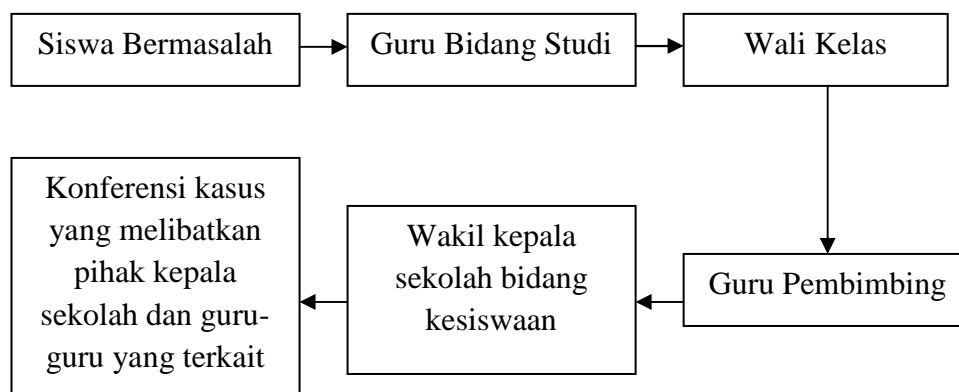 Siswa Bermasalah
Guru Bidang Studi
Wali Kelas
Guru Pembimbing
Wakil kepala
sekolah bidang
kesiswaan
Konferensi kasus
yang melibatkan
pihak kepala
sekolah dan guru-
guru yang terkait